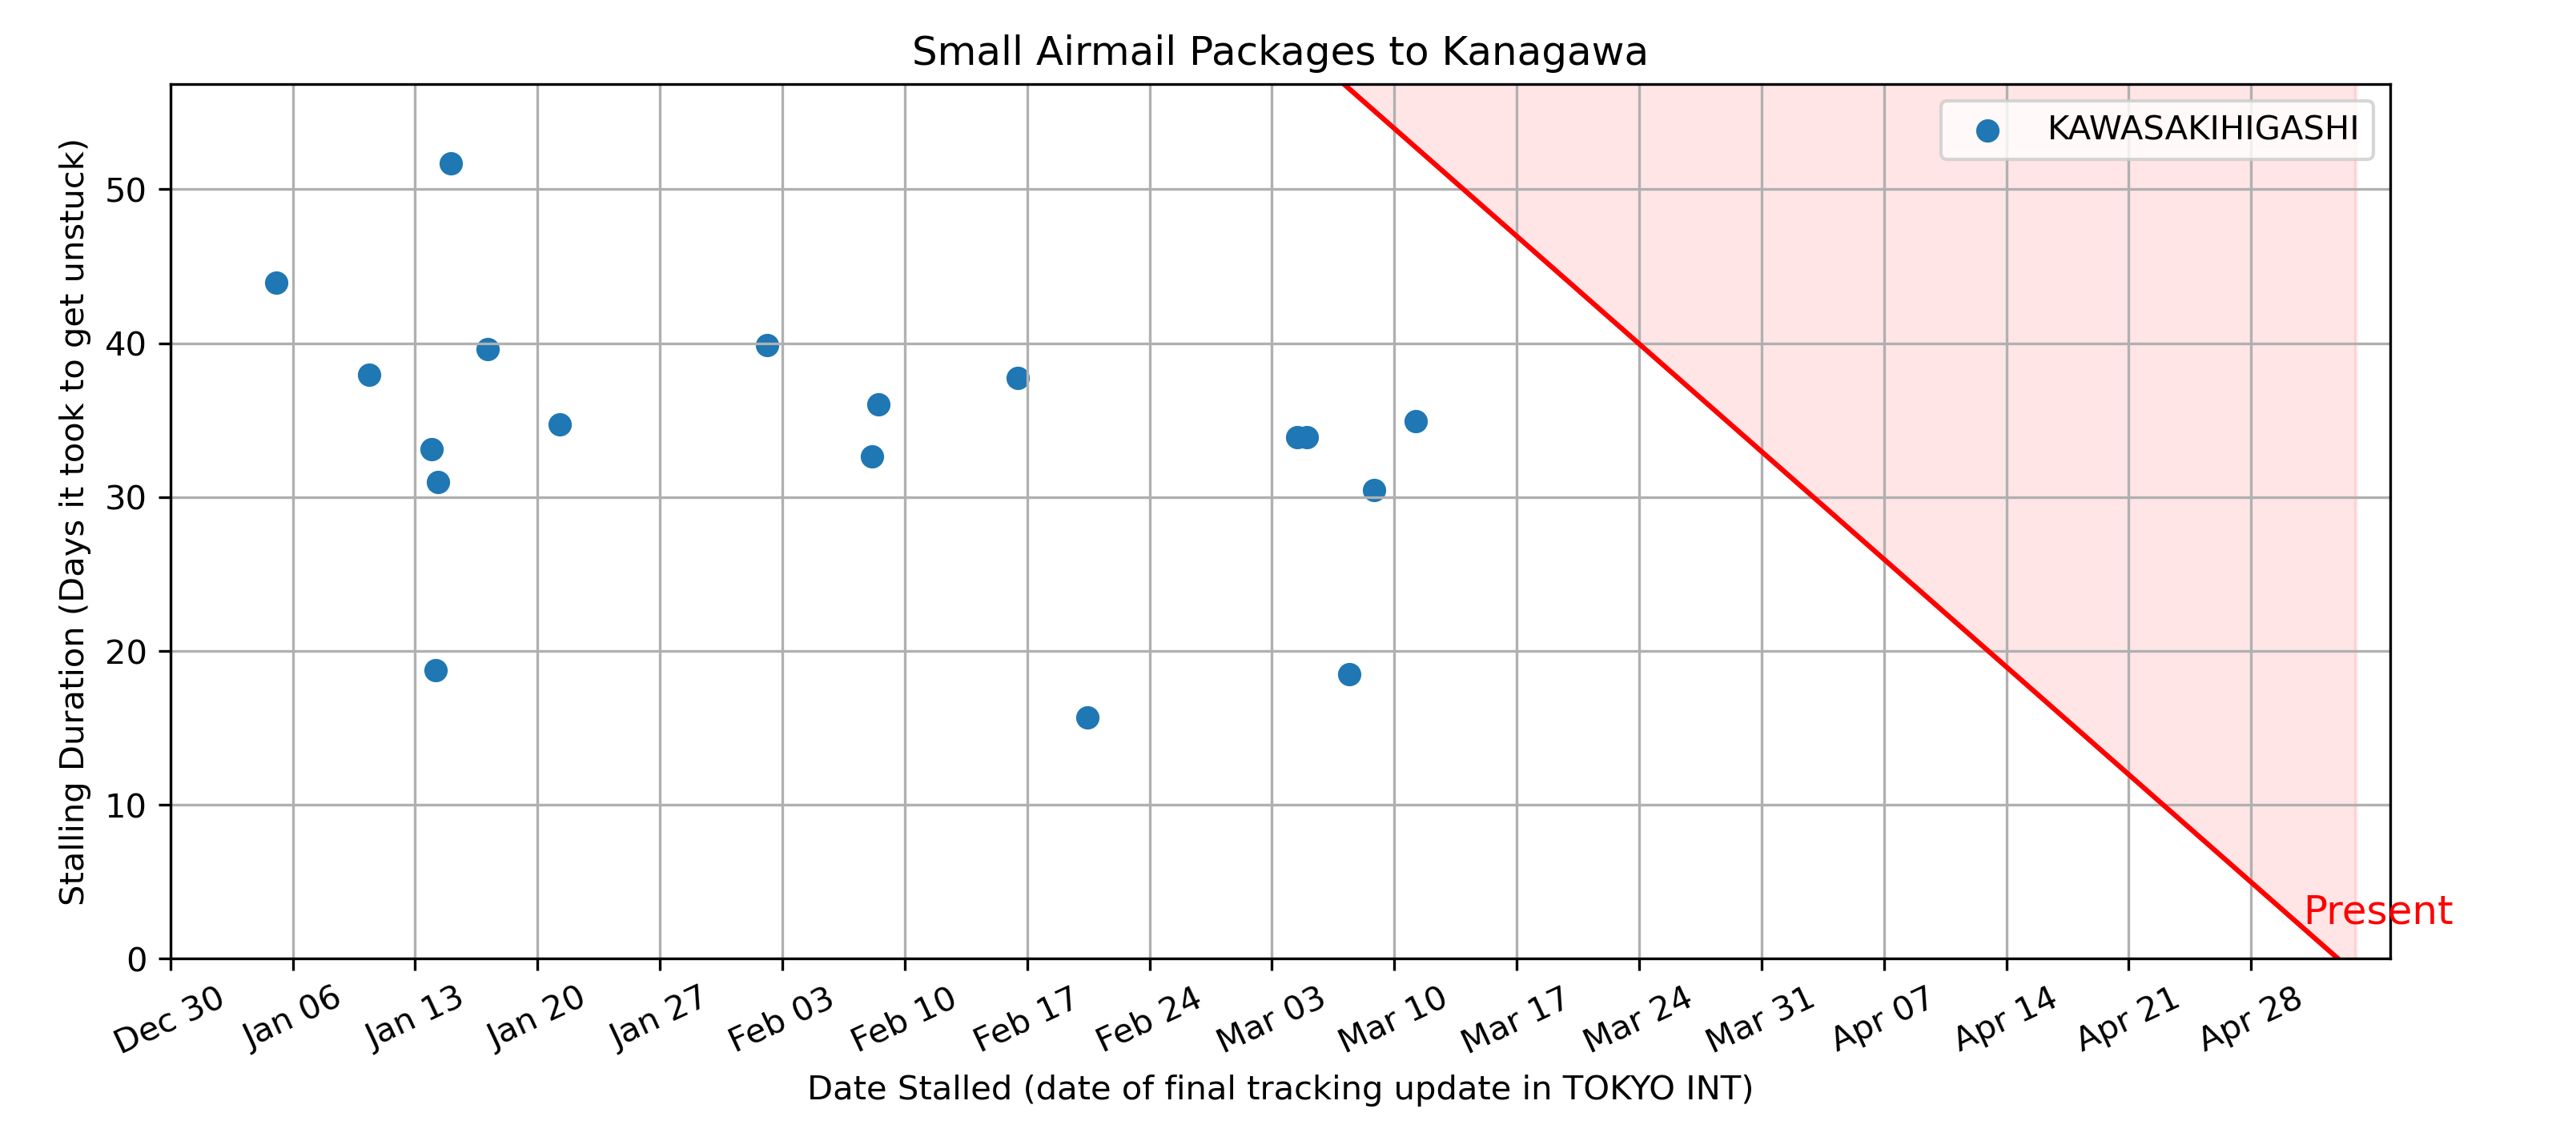 Small Airmail Packages to Kanagawa
KAWASAKIHIGASHI
Stalling Duration (Days it took to get unstuck)
50
40
30
20
10
0
Present
Dec 30
Jan 06
Jan 13
Jan 20
Jan 27
Feb 03
Feb 10
Feb 17
Feb 24
Mar 03
Mar 10
Mar 17
Mar 24
Mar 31
Apr 07
Apr 14
Apr 21
Apr 28
Date Stalled (date of final tracking update in TOKYO INT)